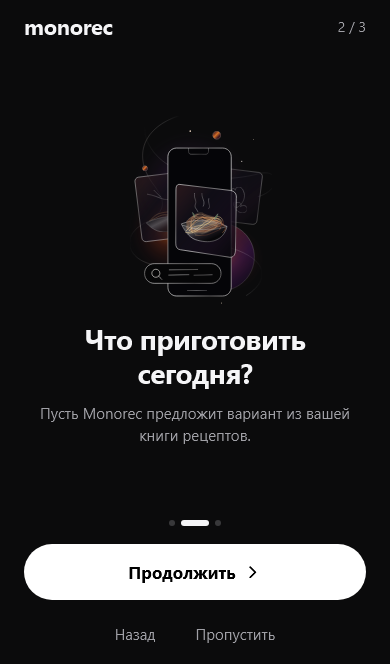 monorec
2 / 3
Что приготовить
сегодня?
Пусть Monorec предложит вариант из вашей
книги рецептов.
Продолжить
Назад
Пропустить